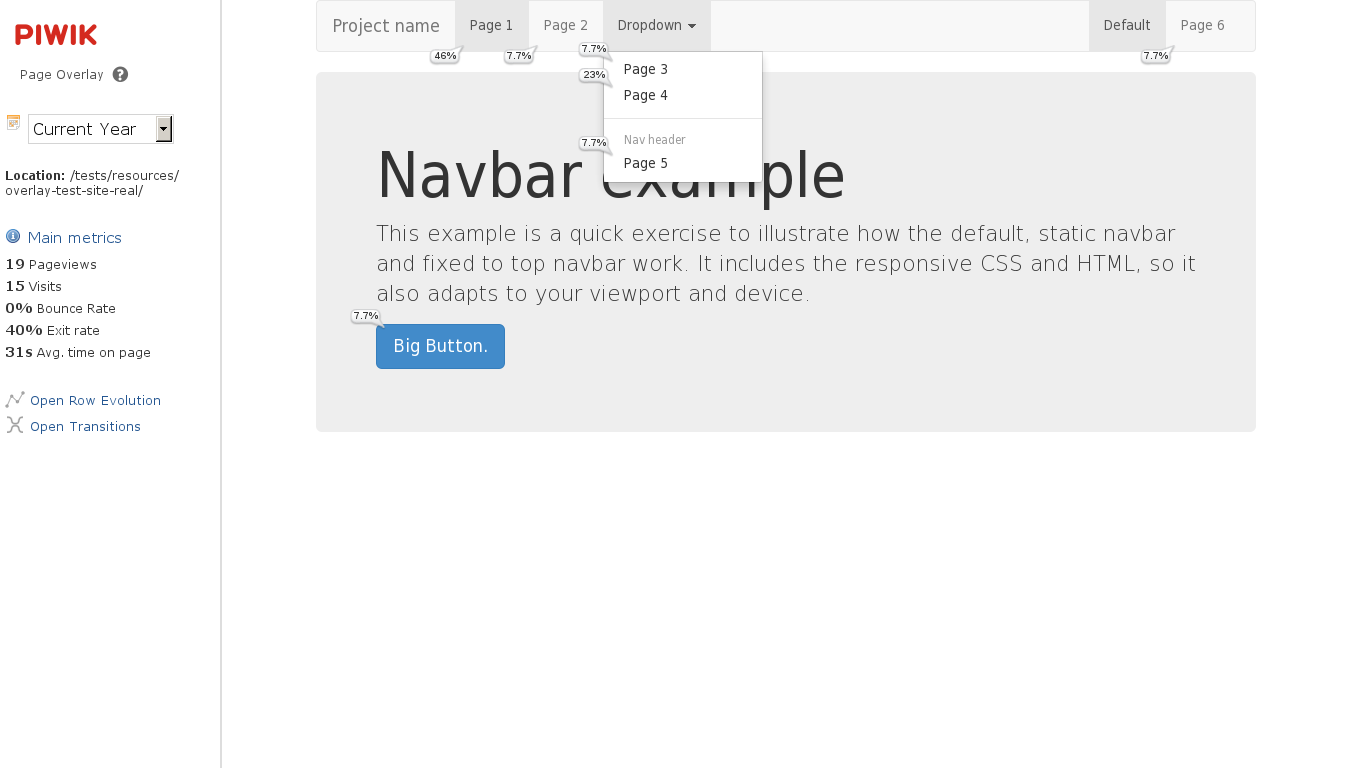 PIWIK
Page Overlay ?
Current Year
Location: /tests/resources/
overlay-test-site-real/
Main metrics
19 Pageviews
15 Visits
0% Bounce Rate
40% Exit rate
31s Avg. time on page
Open Row Evolution
Open Transitions
Project name Page 1 Page 2 Dropdown Default Page 6
46% 7.7% 7.7% 7.7%
Page 3
23%
Page 4
Nav header
7.7%
Page 5
Navbar example
This example is a quick exercise to illustrate how the default, static navbar
and fixed to top navbar work. It includes the responsive CSS and HTML, so it
also adapts to your viewport and device.
7.7%
Big Button.